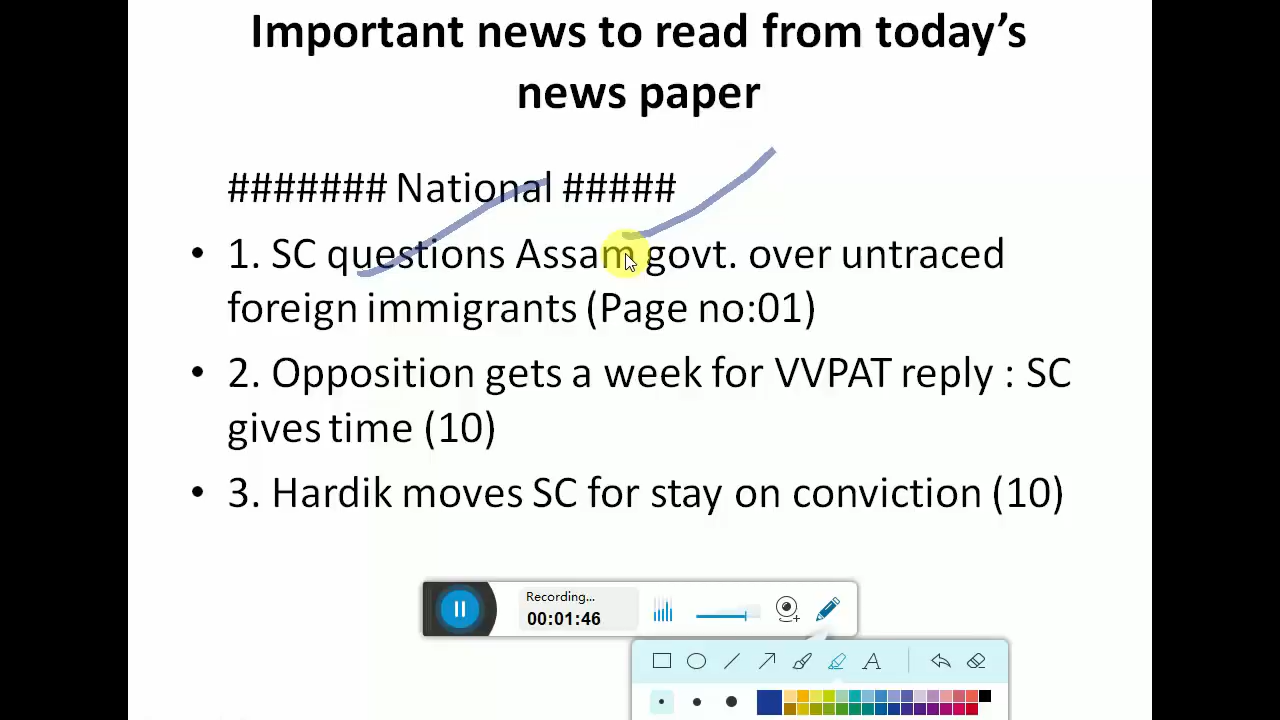 Important news to read from today’s
news paper
####### National #####
• 1. SC questions Assam govt. over untraced
foreign immigrants (Page no:01)
• 2. Opposition gets a week for VVPAT reply : SC
gives time (10)
• 3. Hardik moves SC for stay on conviction (10)
Recording...
00:01:46
A